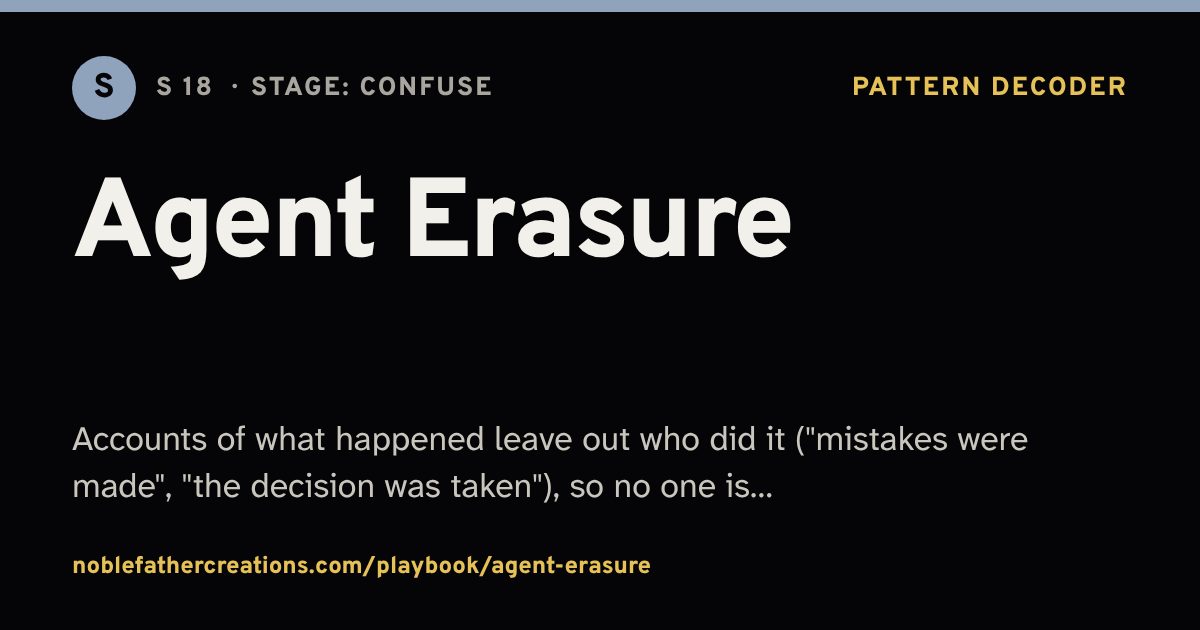 S
S 18 · STAGE: CONFUSE
PATTERN DECODER
Agent Erasure
Accounts of what happened leave out who did it ("mistakes were
made", "the decision was taken"), so no one is...
noblefathercreations.com/playbook/agent-erasure